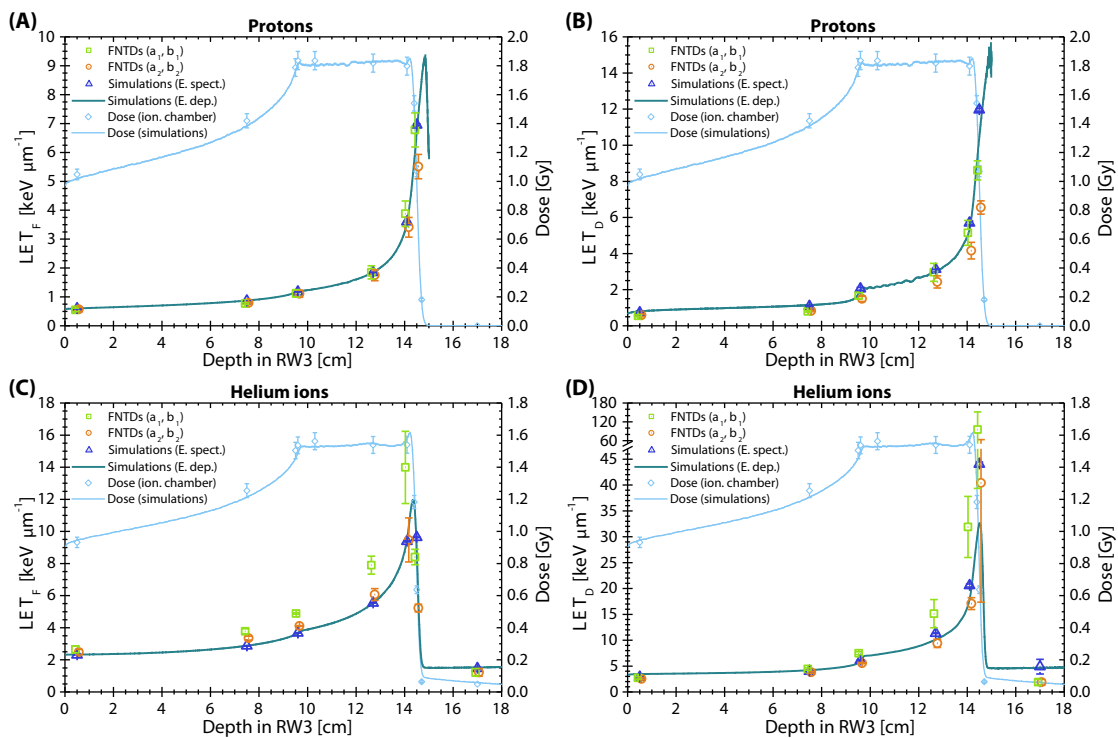 (A)
Protons
LET_F [keV μm⁻¹]
10
9
8
7
6
5
4
3
2
1
0
FNTDs (a₁, b₁)
FNTDs (a₂, b₂)
Simulations (E. spect.)
Simulations (E. dep.)
Dose (ion. chamber)
Dose (simulations)
2.0
1.8
1.6
1.4
1.2
1.0
0.8
0.6
0.4
0.2
0.0
Dose [Gy]
0 2 4 6 8 10 12 14 16 18
Depth in RW3 [cm]
(B)
Protons
LET_D [keV μm⁻¹]
16
14
12
10
8
6
4
2
0
FNTDs (a₁, b₁)
FNTDs (a₂, b₂)
Simulations (E. spect.)
Simulations (E. dep.)
Dose (ion. chamber)
Dose (simulations)
2.0
1.8
1.6
1.4
1.2
1.0
0.8
0.6
0.4
0.2
0.0
Dose [Gy]
0 2 4 6 8 10 12 14 16 18
Depth in RW3 [cm]
(C)
Helium ions
LET_F [keV μm⁻¹]
18
16
14
12
10
8
6
4
2
0
FNTDs (a₁, b₁)
FNTDs (a₂, b₂)
Simulations (E. spect.)
Simulations (E. dep.)
Dose (ion. chamber)
Dose (simulations)
1.8
1.6
1.4
1.2
1.0
0.8
0.6
0.4
0.2
0.0
Dose [Gy]
0 2 4 6 8 10 12 14 16 18
Depth in RW3 [cm]
(D)
Helium ions
LET_D [keV μm⁻¹]
180
120
60
45
40
35
30
25
20
15
10
5
0
FNTDs (a₁, b₁)
FNTDs (a₂, b₂)
Simulations (E. spect.)
Simulations (E. dep.)
Dose (ion. chamber)
Dose (simulations)
1.8
1.6
1.4
1.2
1.0
0.8
0.6
0.4
0.2
0.0
Dose [Gy]
0 2 4 6 8 10 12 14 16 18
Depth in RW3 [cm]